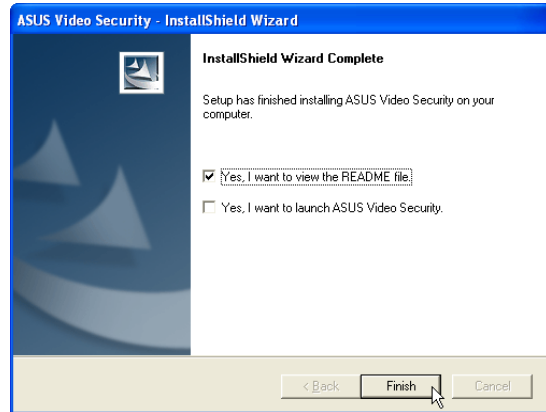 ASUS Video Security - InstallShield Wizard
InstallShield Wizard Complete
Setup has finished installing ASUS Video Security on your
computer.
Yes, I want to view the README file.
Yes, I want to launch ASUS Video Security.
< Back
Finish
Cancel